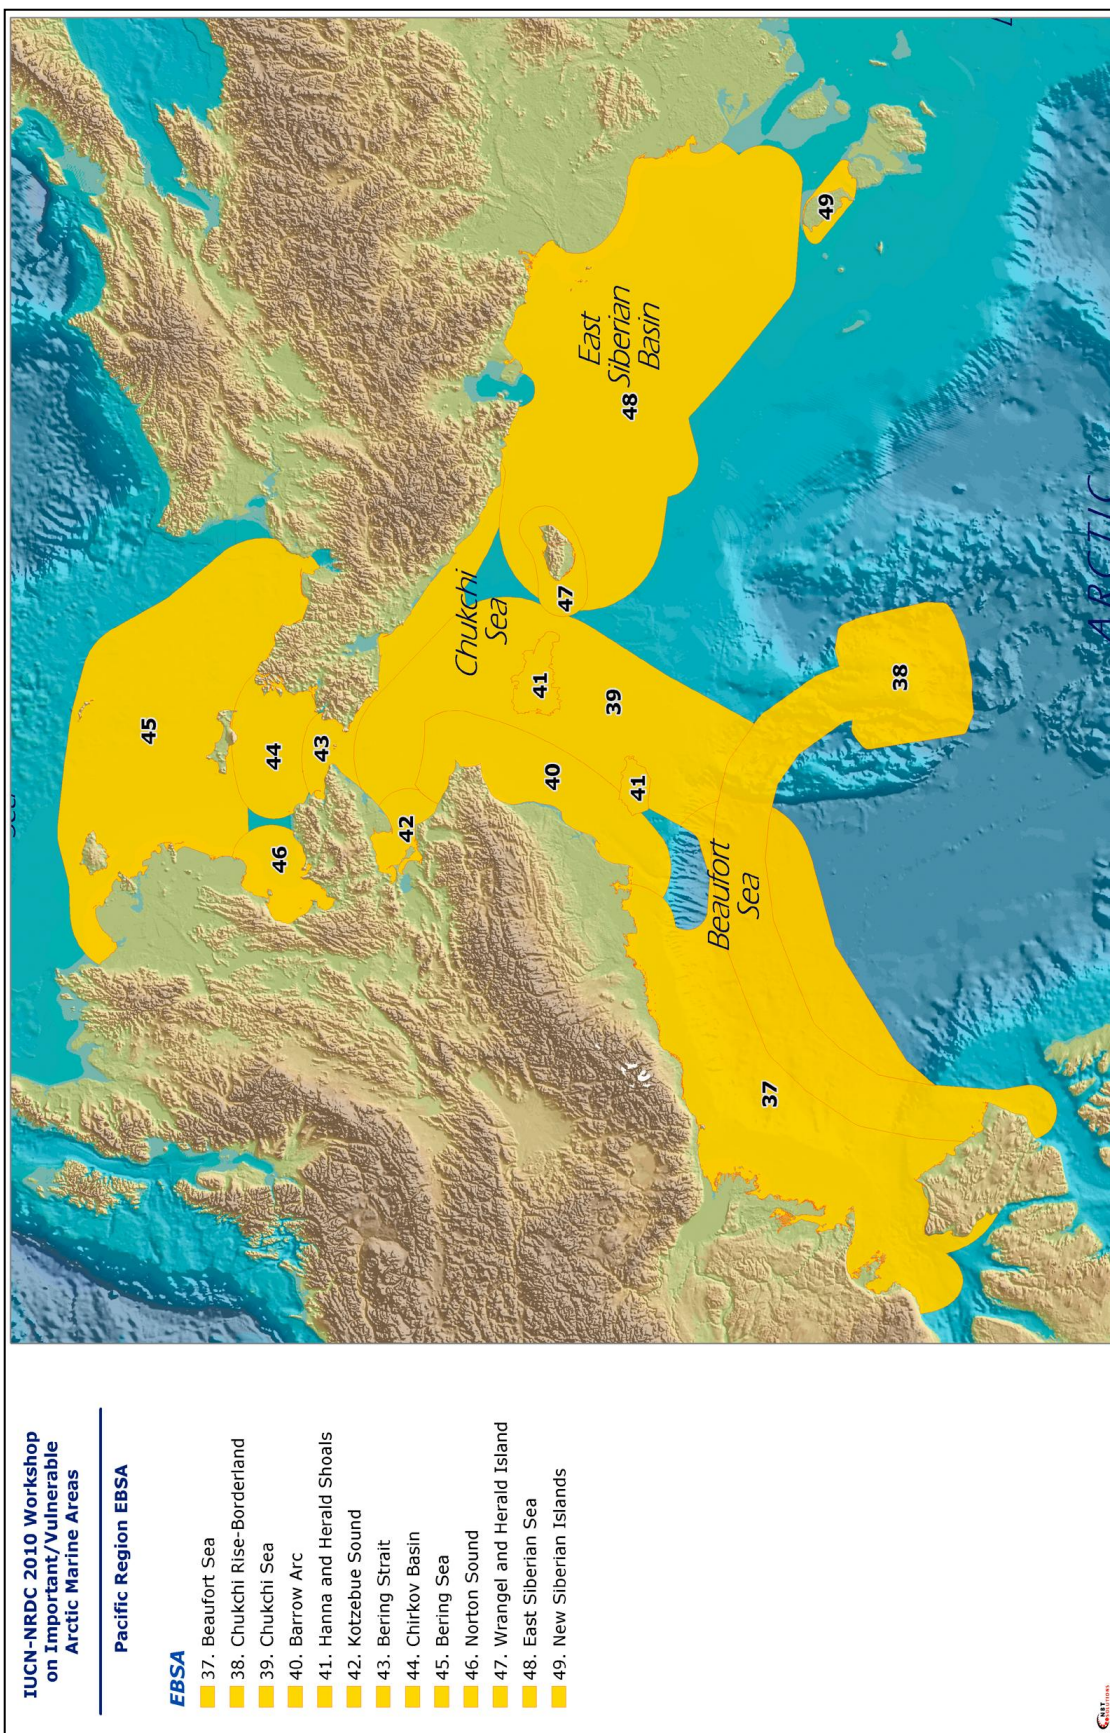 IUCN-NRDC 2010 Workshop
on Important/Vulnerable
Arctic Marine Areas
Pacific Region EBSA
EBSA
37. Beaufort Sea
38. Chukchi Rise-Borderland
39. Chukchi Sea
40. Barrow Arc
41. Hanna and Herald Shoals
42. Kotzebue Sound
43. Bering Strait
44. Chirkov Basin
45. Bering Sea
46. Norton Sound
47. Wrangel and Herald Island
48. East Siberian Sea
49. New Siberian Islands
45
44
43
46
42
Chukchi
Sea
47
41
40
39
41
East
Siberian
Basin
48
49
38
Beaufort
Sea
37
ARCTIC
NBT
SOLUTIONS